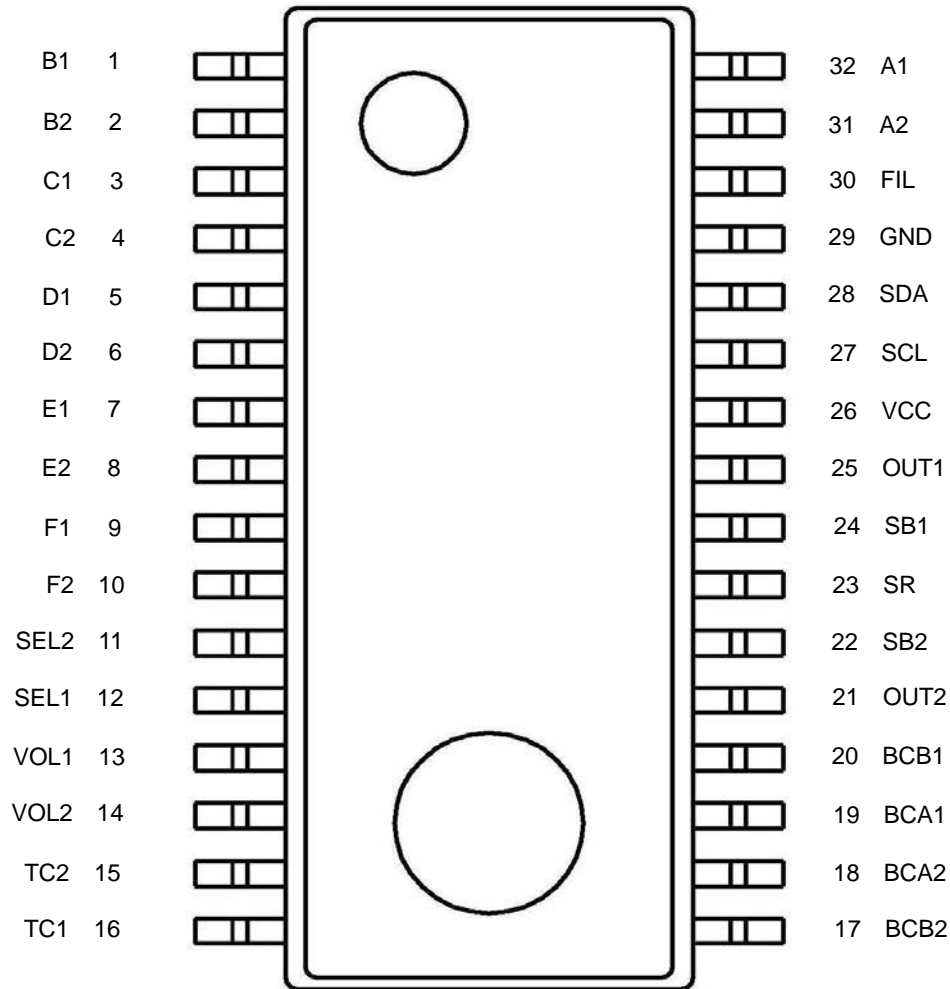 B1 1 32 A1
B2 2 31 A2
C1 3 30 FIL
C2 4 29 GND
D1 5 28 SDA
D2 6 27 SCL
E1 7 26 VCC
E2 8 25 OUT1
F1 9 24 SB1
F2 10 23 SR
SEL2 11 22 SB2
SEL1 12 21 OUT2
VOL1 13 20 BCB1
VOL2 14 19 BCA1
TC2 15 18 BCA2
TC1 16 17 BCB2